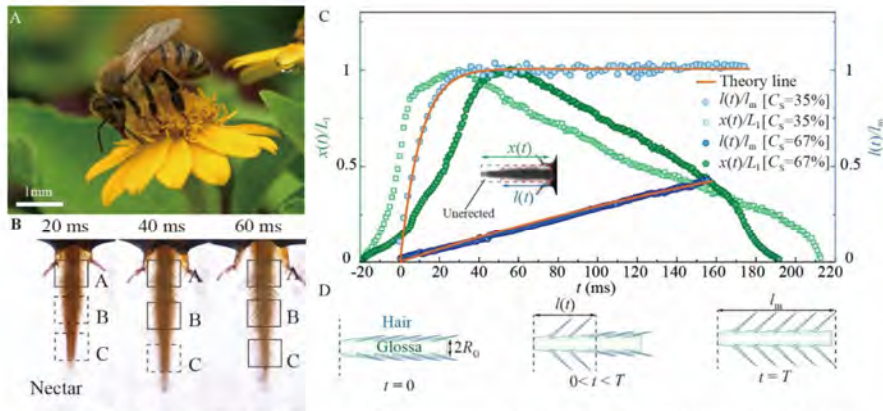 A
1mm
B
20 ms
40 ms
60 ms
A
A
A
B
B
B
C
C
C
Nectar
C
x(t)/L₁
1
0.5
0
1
0.5
0
l(t)/lₘ
Theory line
l(t)/lₘ [Cₛ=35%]
x(t)/L₁[Cₛ=35%]
l(t)/lₘ [Cₛ=67%]
x(t)/L₁[Cₛ=67%]
x(t)
l(t)
Unerected
-20 0 20 40 60 80 100 120 140 160 180 200 220
t (ms)
D
Hair
Glossa
2R₀
t = 0
l(t)
0< t < T
lₘ
t = T